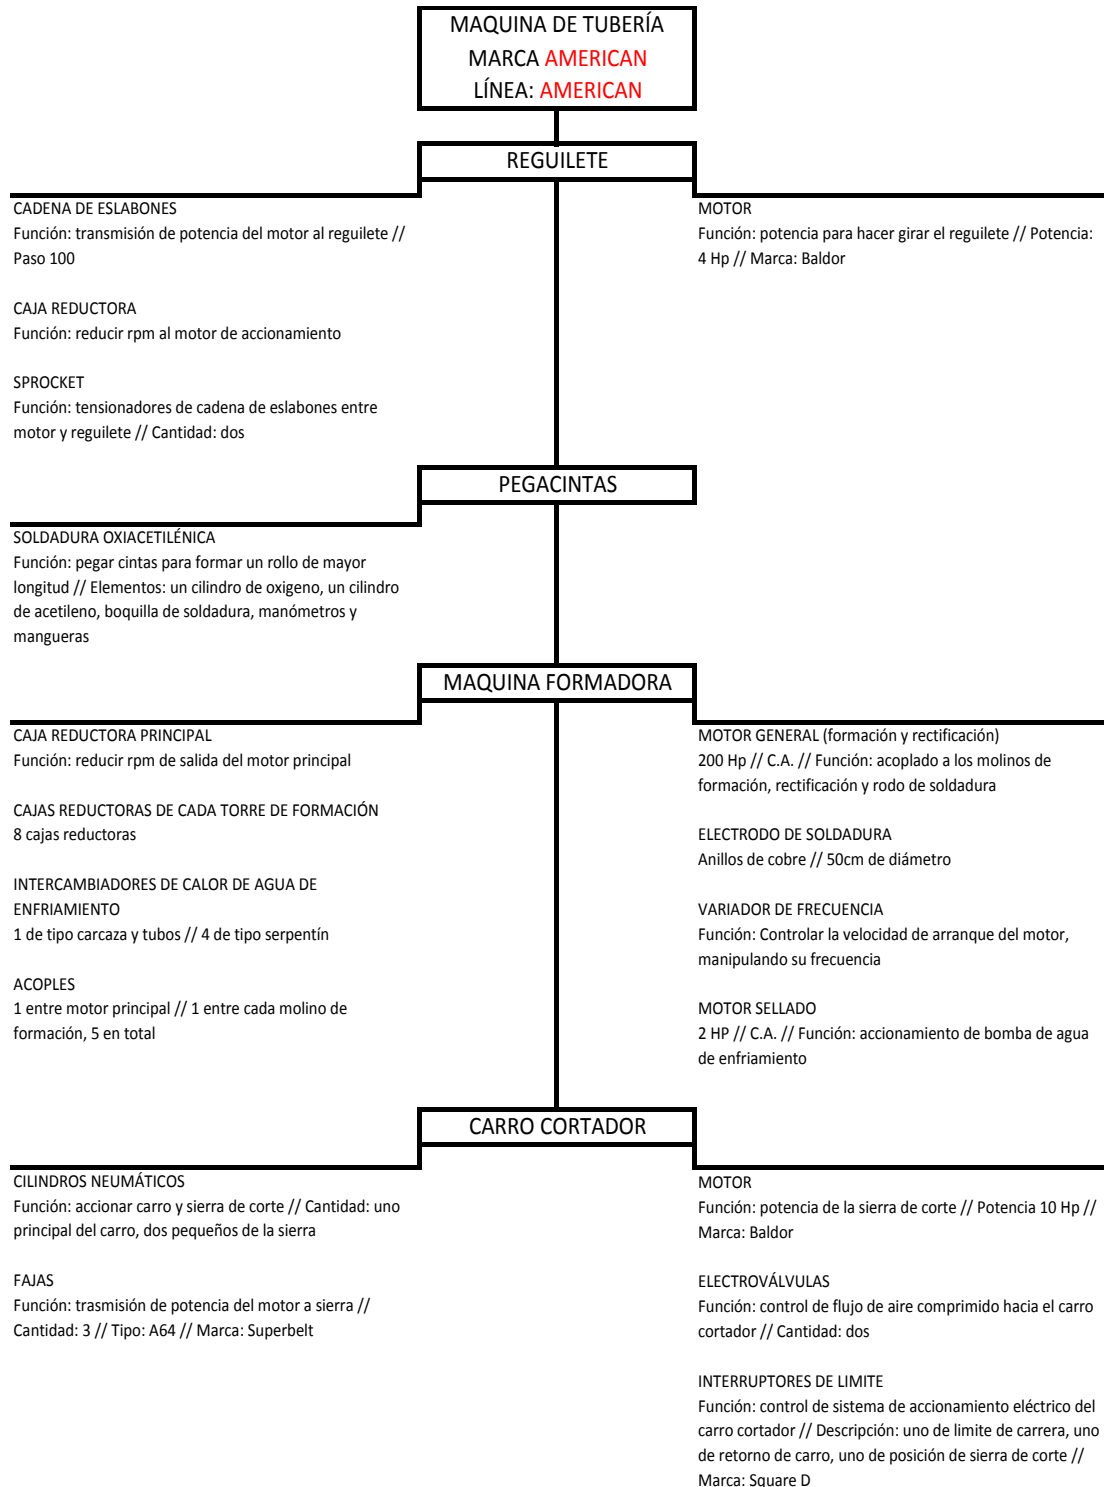 MAQUINA DE TUBERÍA
MARCA AMERICAN
LÍNEA: AMERICAN
REGUILETE
CADENA DE ESLABONES
Función: transmisión de potencia del motor al reguilete //
Paso 100
CAJA REDUCTORA
Función: reducir rpm al motor de accionamiento
SPROCKET
Función: tensionadores de cadena de eslabones entre
motor y reguilete // Cantidad: dos
MOTOR
Función: potencia para hacer girar el reguilete // Potencia:
4 Hp // Marca: Baldor
PEGACINTAS
SOLDADURA OXIACETILÉNICA
Función: pegar cintas para formar un rollo de mayor
longitud // Elementos: un cilindro de oxigeno, un cilindro
de acetileno, boquilla de soldadura, manómetros y
mangueras
MAQUINA FORMADORA
CAJA REDUCTORA PRINCIPAL
Función: reducir rpm de salida del motor principal
CAJAS REDUCTORAS DE CADA TORRE DE FORMACIÓN
8 cajas reductoras
INTERCAMBIADORES DE CALOR DE AGUA DE
ENFRIAMIENTO
1 de tipo carcaza y tubos // 4 de tipo serpentín
ACOPLES
1 entre motor principal // 1 entre cada molino de
formación, 5 en total
MOTOR GENERAL (formación y rectificación)
200 Hp // C.A. // Función: acoplado a los molinos de
formación, rectificación y rodo de soldadura
ELECTRODO DE SOLDADURA
Anillos de cobre // 50cm de diámetro
VARIADOR DE FRECUENCIA
Función: Controlar la velocidad de arranque del motor,
manipulando su frecuencia
MOTOR SELLADO
2 HP // C.A. // Función: accionamiento de bomba de agua
de enfriamiento
CARRO CORTADOR
CILINDROS NEUMÁTICOS
Función: accionar carro y sierra de corte // Cantidad: uno
principal del carro, dos pequeños de la sierra
FAJAS
Función: trasmisión de potencia del motor a sierra //
Cantidad: 3 // Tipo: A64 // Marca: Superbelt
MOTOR
Función: potencia de la sierra de corte // Potencia 10 Hp //
Marca: Baldor
ELECTROVÁLVULAS
Función: control de flujo de aire comprimido hacia el carro
cortador // Cantidad: dos
INTERRUPTORES DE LIMITE
Función: control de sistema de accionamiento eléctrico del
carro cortador // Descripción: uno de limite de carrera, uno
de retorno de carro, uno de posición de sierra de corte //
Marca: Square D